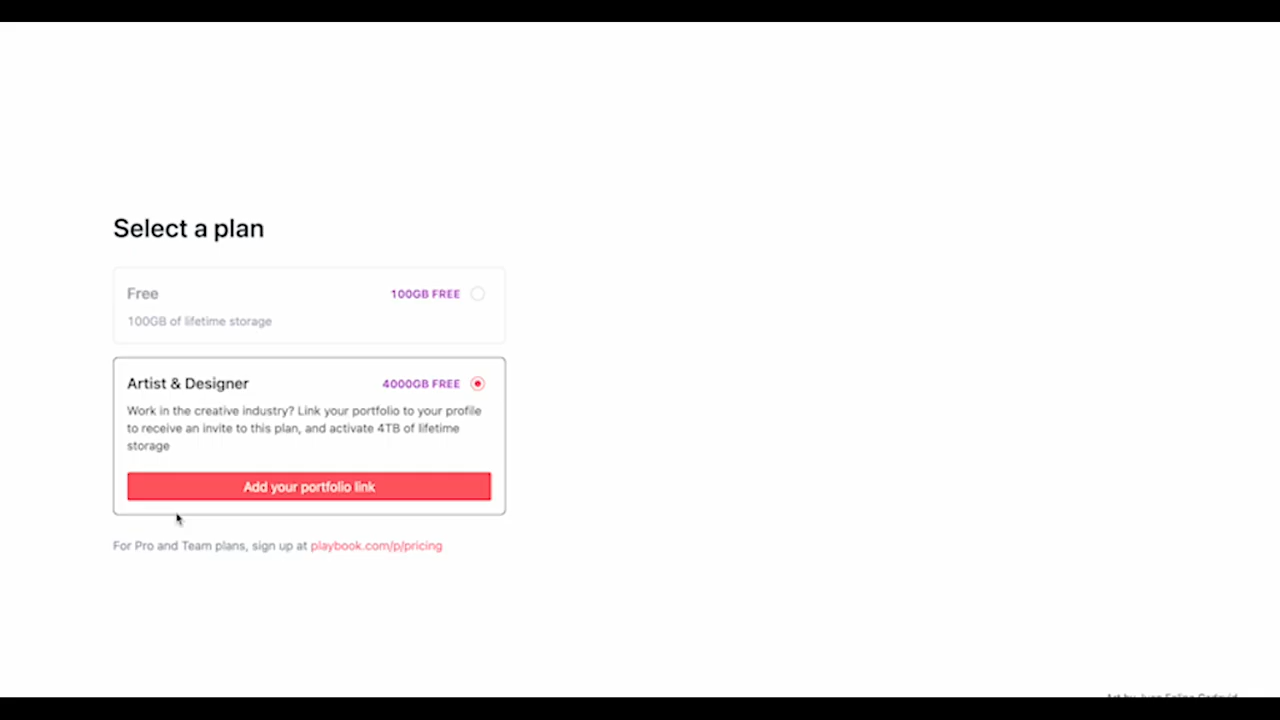 Select a plan
Free 100GB FREE
100GB of lifetime storage
Artist & Designer 4000GB FREE
Work in the creative industry? Link your portfolio to your profile
to receive an invite to this plan, and activate 4TB of lifetime
storage
Add your portfolio link
For Pro and Team plans, sign up at playbook.com/p/pricing